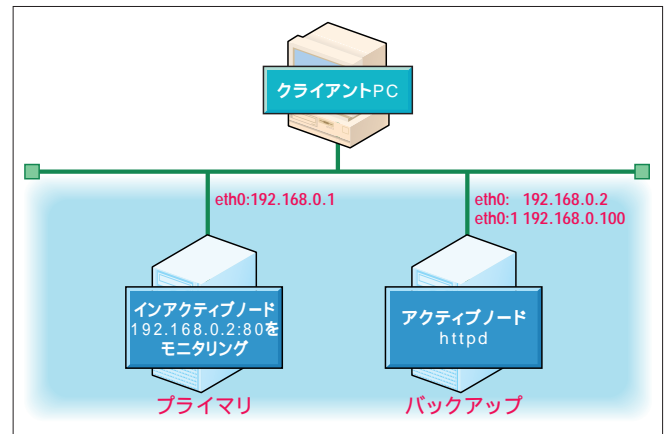 クライアントPC
eth0:192.168.0.1
eth0: 192.168.0.2
eth0:1 192.168.0.100
インアクティブノード
192.168.0.2:80を
モニタリング
アクティブノード
httpd
プライマリ
バックアップ